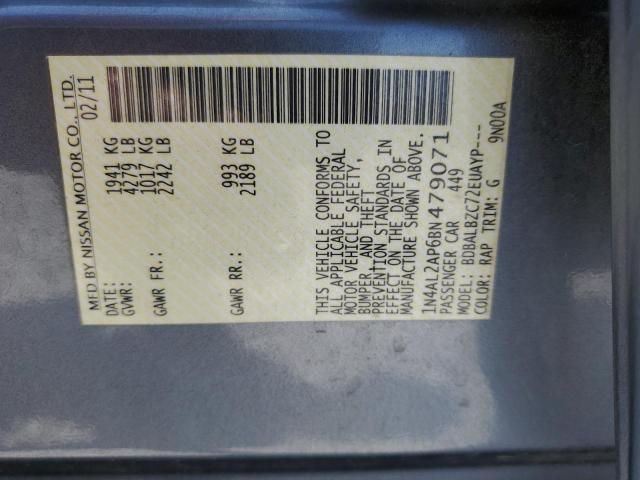 MFD BY NISSAN MOTOR CO., LTD.
DATE: 02/11
GVWR: 1941 KG
4279 LB
GAWR FR.: 1017 KG
2242 LB
GAWR RR.: 993 KG
2189 LB
THIS VEHICLE CONFORMS TO
ALL APPLICABLE FEDERAL
MOTOR VEHICLE SAFETY,
BUMPER, AND THEFT
PREVENTION STANDARDS IN
EFFECT ON THE DATE OF
MANUFACTURE SHOWN ABOVE.
1N4AL2AP6BN479071
PASSENGER CAR 449
MODEL: BDBALBZC72EUAYP---
COLOR: RAP TRIM: G 9N00A